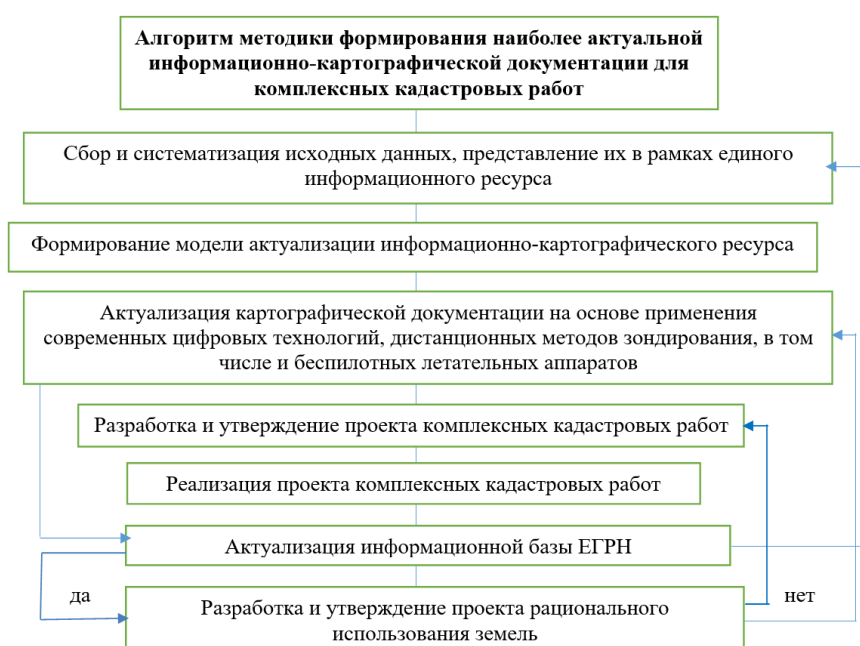 Алгоритм методики формирования наиболее актуальной
информационно-картографической документации для
комплексных кадастровых работ
Сбор и систематизация исходных данных, представление их в рамках единого
информационного ресурса
Формирование модели актуализации информационно-картографического ресурса
Актуализация картографической документации на основе применения
современных цифровых технологий, дистанционных методов зондирования, в том
числе и беспилотных летательных аппаратов
Разработка и утверждение проекта комплексных кадастровых работ
Реализация проекта комплексных кадастровых работ
Актуализация информационной базы ЕГРН
да
нет
Разработка и утверждение проекта рационального
использования земель